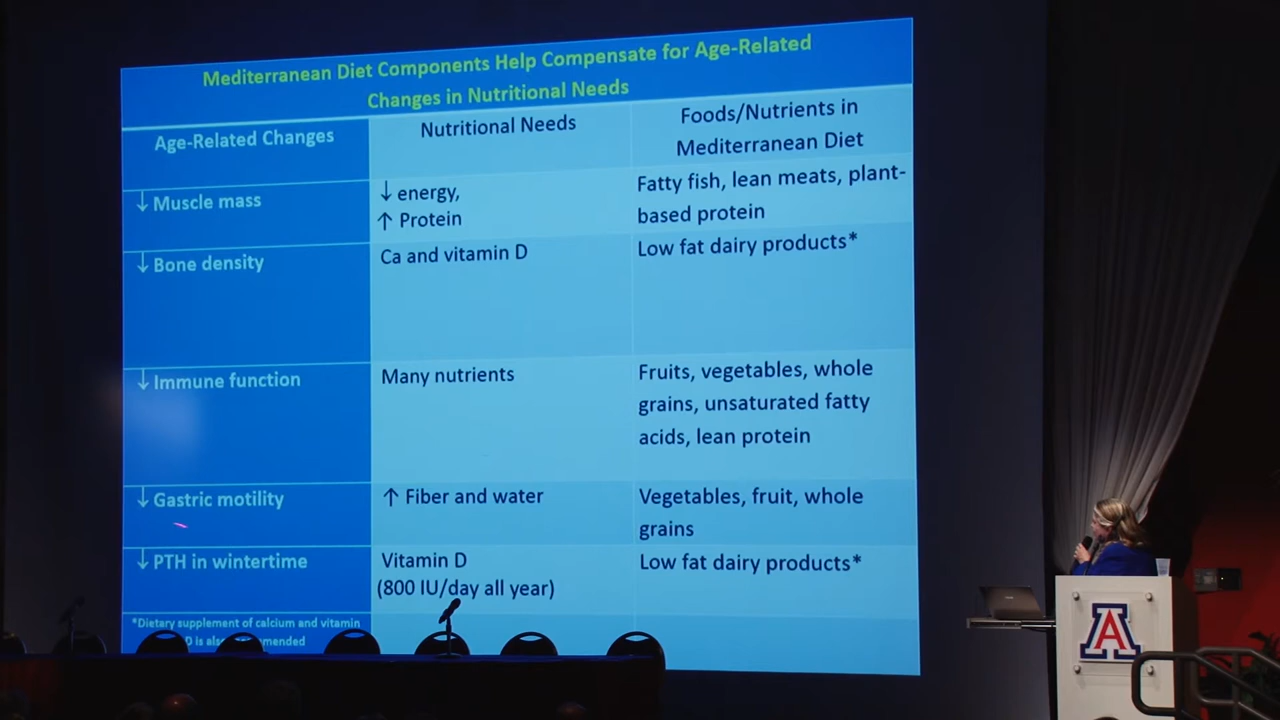 Mediterranean Diet Components Help Compensate for Age-Related
Changes in Nutritional Needs
Age-Related Changes
Nutritional Needs
Foods/Nutrients in
Mediterranean Diet
↓ Muscle mass
↓ energy,
↑ Protein
Fatty fish, lean meats, plant-
based protein
↓ Bone density
Ca and vitamin D
Low fat dairy products*
↓ Immune function
Many nutrients
Fruits, vegetables, whole
grains, unsaturated fatty
acids, lean protein
↓ Gastric motility
↑ Fiber and water
Vegetables, fruit, whole
grains
↓ PTH in wertime
Vitamin D
(800 IU/day all year)
Low fat dairy products*
*Dietary supplement of calcium and vitamin
D is
A